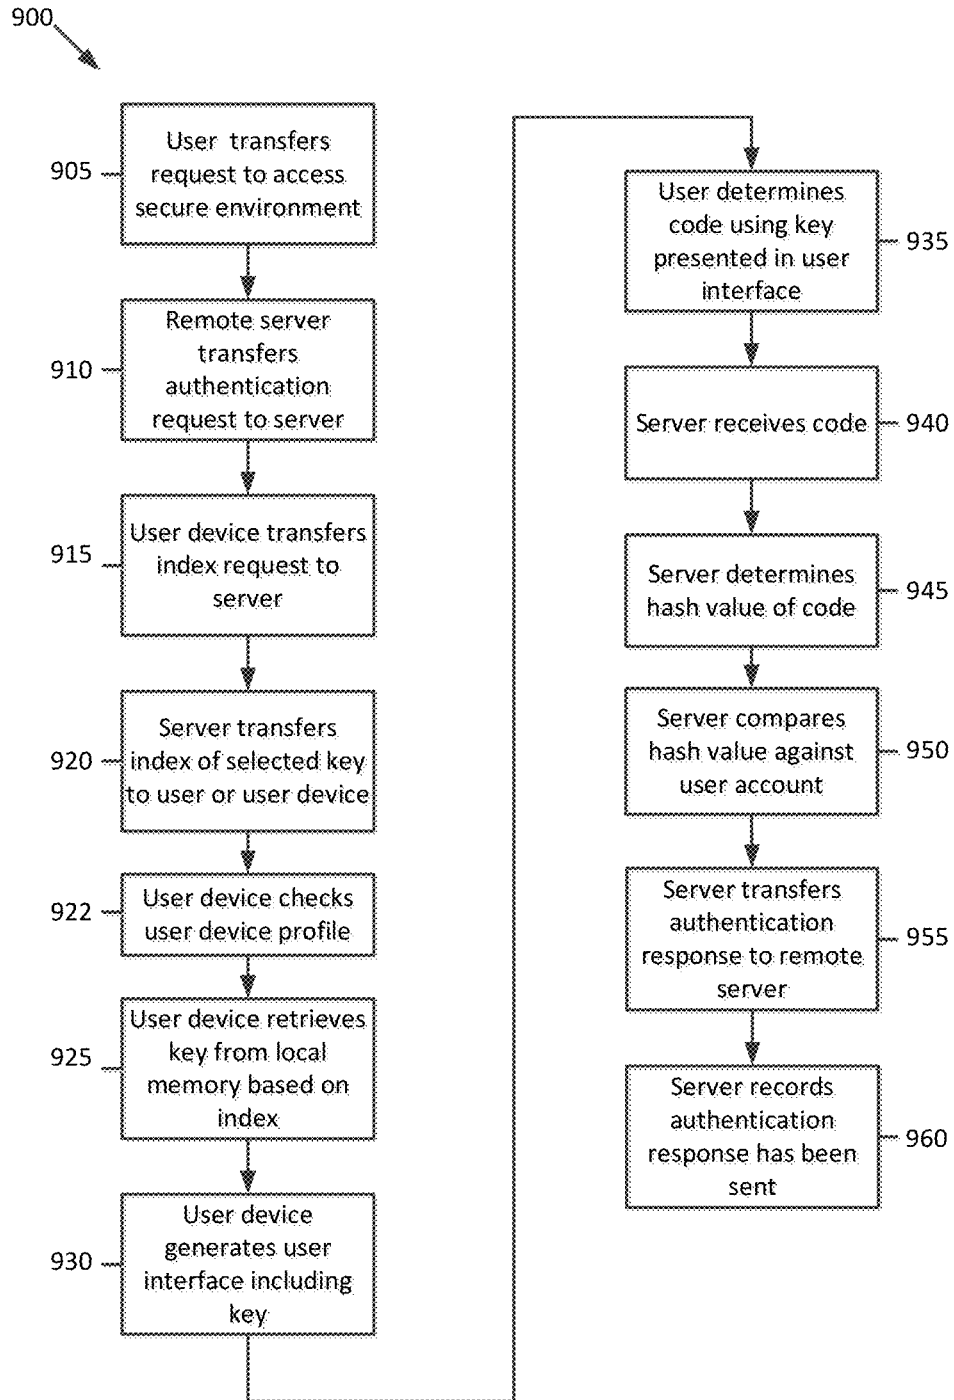 900
905
User transfers
request to access
secure environment
910
Remote server
transfers
authentication
request to server
915
User device transfers
index request to
server
920
Server transfers
index of selected key
to user or user device
922
User device checks
user device profile
925
User device retrieves
key from local
memory based on
index
930
User device
generates user
interface including
key
User determines
code using key
presented in user
interface
935
Server receives code
940
Server determines
hash value of code
945
Server compares
hash value against
user account
950
Server transfers
authentication
response to remote
server
955
Server records
authentication
response has been
sent
960